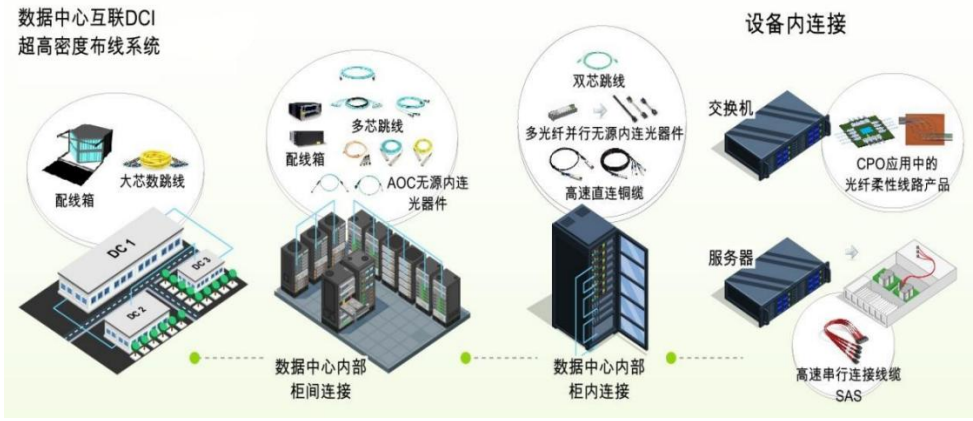 数据中心互联DCI
超高密度布线系统
配线箱
大芯数跳线
DC 1
DC 2
DC 3
多芯跳线
配线箱
AOC无源内连
光器件
数据中心内部
柜间连接
双芯跳线
多光纤并行无源内连光器件
高速直连铜缆
数据中心内部
柜内连接
设备内连接
交换机
CPO应用中的
光纤柔性线路产品
服务器
高速串行连接线缆
SAS